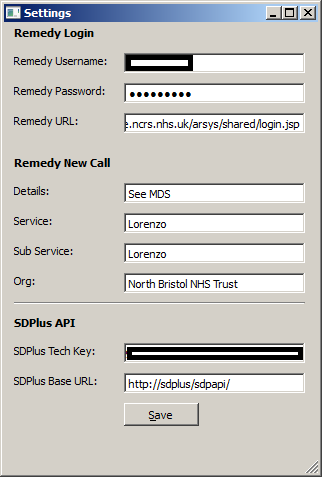 Settings
Remedy Login
Remedy Username:
Remedy Password: ●●●●●●●●●
Remedy URL: e.ncrs.nhs.uk/arsys/shared/login.jsp
Remedy New Call
Details: See MDS
Service: Lorenzo
Sub Service: Lorenzo
Org: North Bristol NHS Trust
SDPlus API
SDPlus Tech Key:
SDPlus Base URL: http://sdplus/sdpapi/
Save